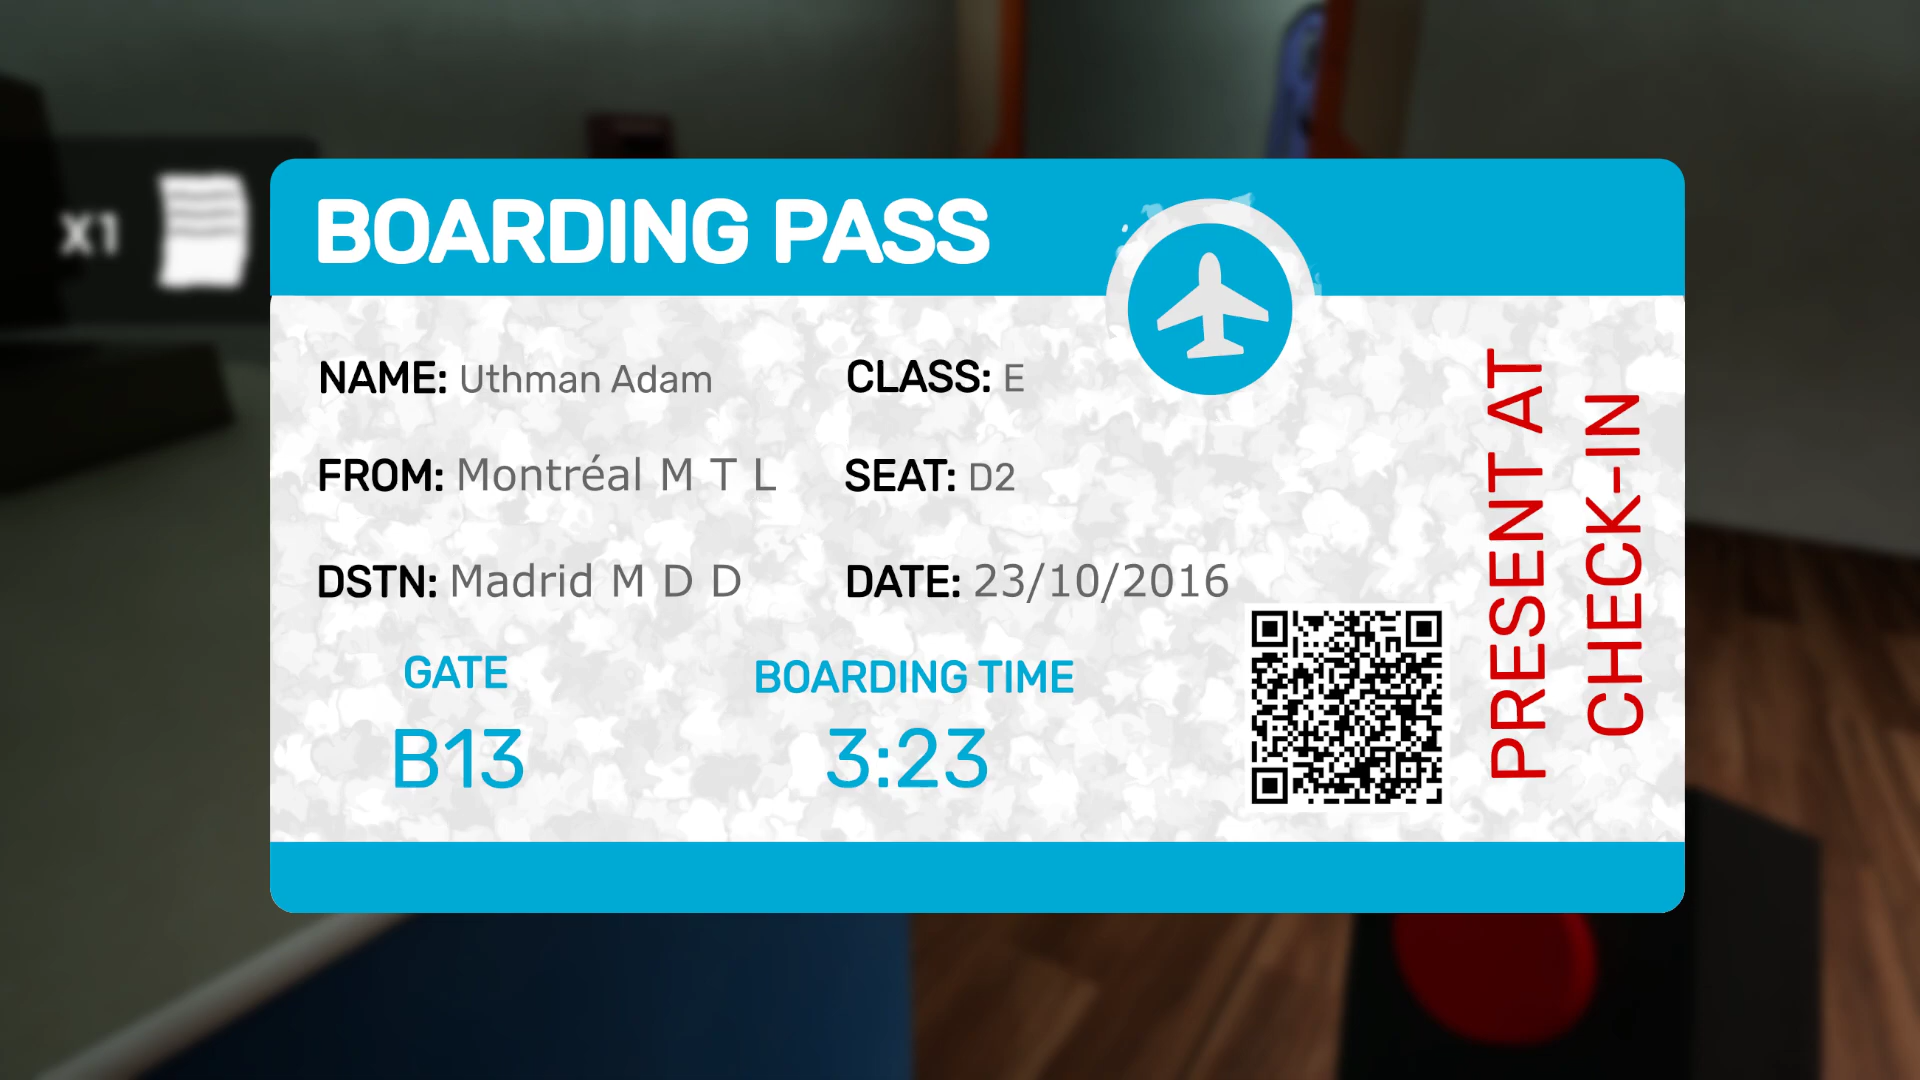 X1
BOARDING PASS
NAME: Uthman Adam
CLASS: E
FROM: Montréal M T L
SEAT: D2
DSTN: Madrid M D D
DATE: 23/10/2016
GATE
B13
BOARDING TIME
3:23
PRESENT AT
CHECK-IN